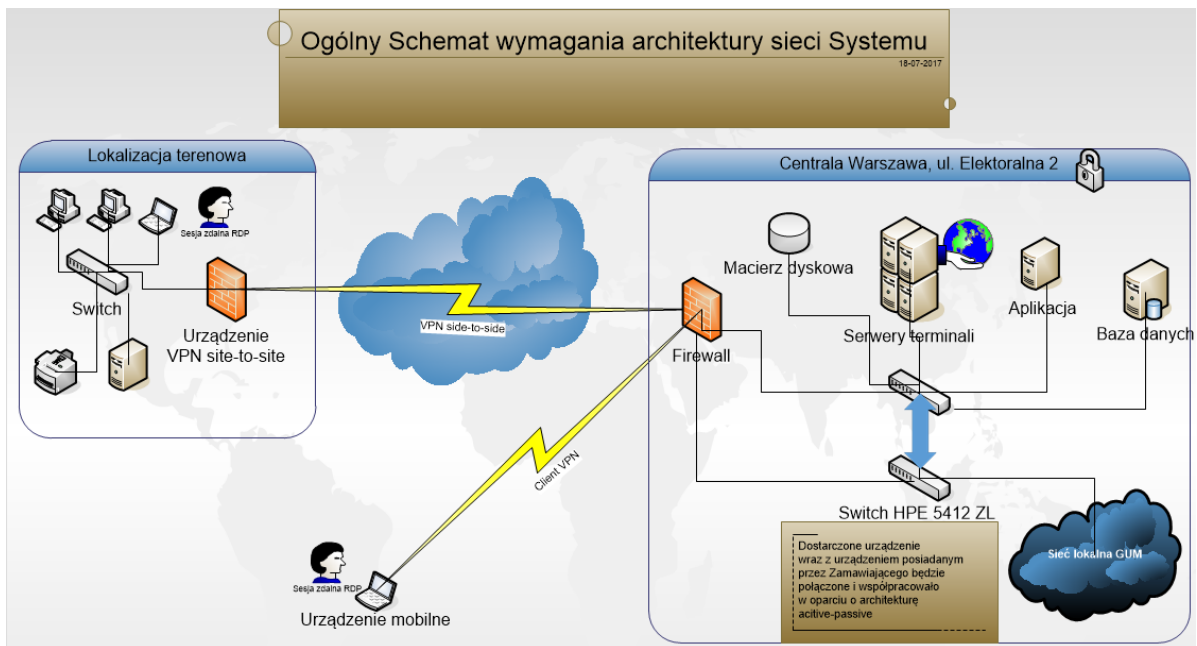 Ogólny Schemat wymagania architektury sieci Systemu
18-07-2017
Lokalizacja terenowa
Sesja zdalna RDP
Switch
Urządzenie
VPN site-to-site
VPN side-to-side
Client VPN
Sesja zdalna RDP
Urządzenie mobilne
Centrala Warszawa, ul. Elektoralna 2
Macierz dyskowa
Serwery terminali
Aplikacja
Baza danych
Firewall
Switch HPE 5412 ZL
Dostarczone urządzenie
wraz z urządzeniem posiadanym
przez Zamawiającego będzie
połączone i współpracowało
w oparciu o architekturę
acitive-passive
Sieć lokalna GUM